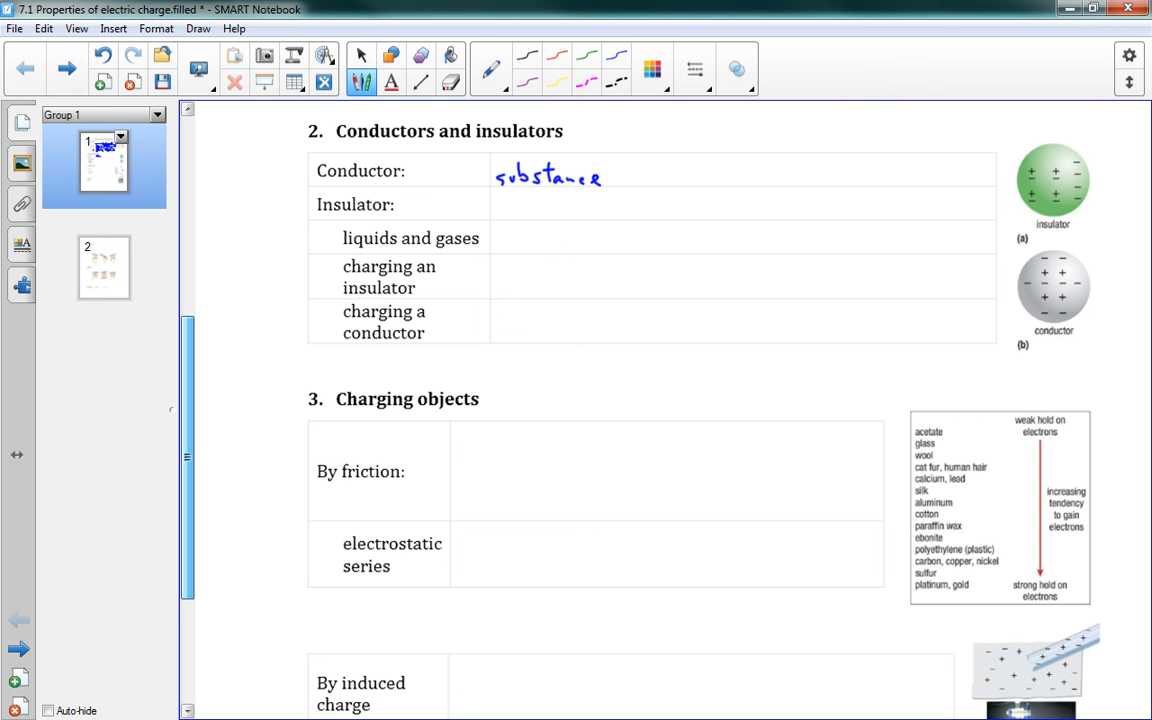 7.1 Properties of electric charge.filled * - SMART Notebook
File Edit View Insert Format Draw Help
Group 1
1
2
Auto-hide
2. Conductors and insulators
Conductor: substance
Insulator:
liquids and gases
charging an
insulator
charging a
conductor
insulator
(a)
conductor
(b)
3. Charging objects
By friction:
electrostatic
series
weak hold on
electrons
acetate
glass
wool
cat fur, human hair
calcium, lead
silk
aluminum
cotton
paraffin wax
ebonite
polyethylene (plastic)
carbon, copper, nickel
sulfur
platinum, gold
increasing
tendency
to gain
electrons
strong hold on
electrons
By induced
charge